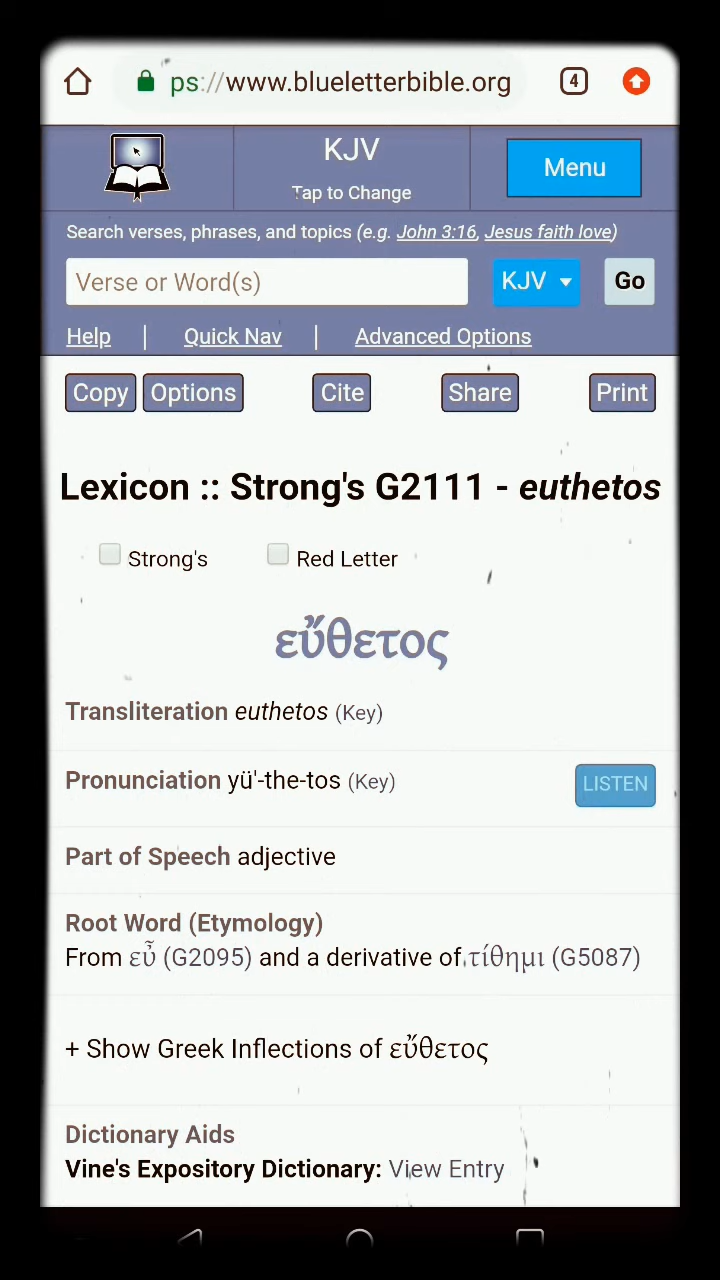 ps://www.blueletterbible.org
4
KJV
Tap to Change
Menu
Search verses, phrases, and topics (e.g. John 3:16, Jesus faith love)
Verse or Word(s)
KJV
Go
Help | Quick Nav | Advanced Options
Copy Options Cite Share Print
Lexicon :: Strong's G2111 - euthetos
Strong's Red Letter
εὔθετος
Transliteration euthetos (Key)
Pronunciation yü'-the-tos (Key)
LISTEN
Part of Speech adjective
Root Word (Etymology)
From εὖ (G2095) and a derivative of τίθημι (G5087)
+ Show Greek Inflections of εὔθετος
Dictionary Aids
Vine's Expository Dictionary: View Entry